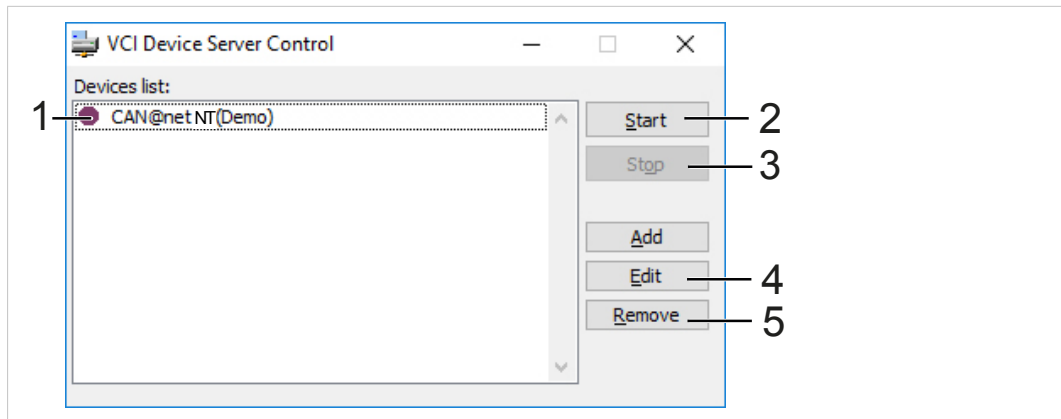 VCI Device Server Control
Devices list:
1 CAN@net NT(Demo)
Start 2
Stop 3
Add
Edit 4
Remove 5